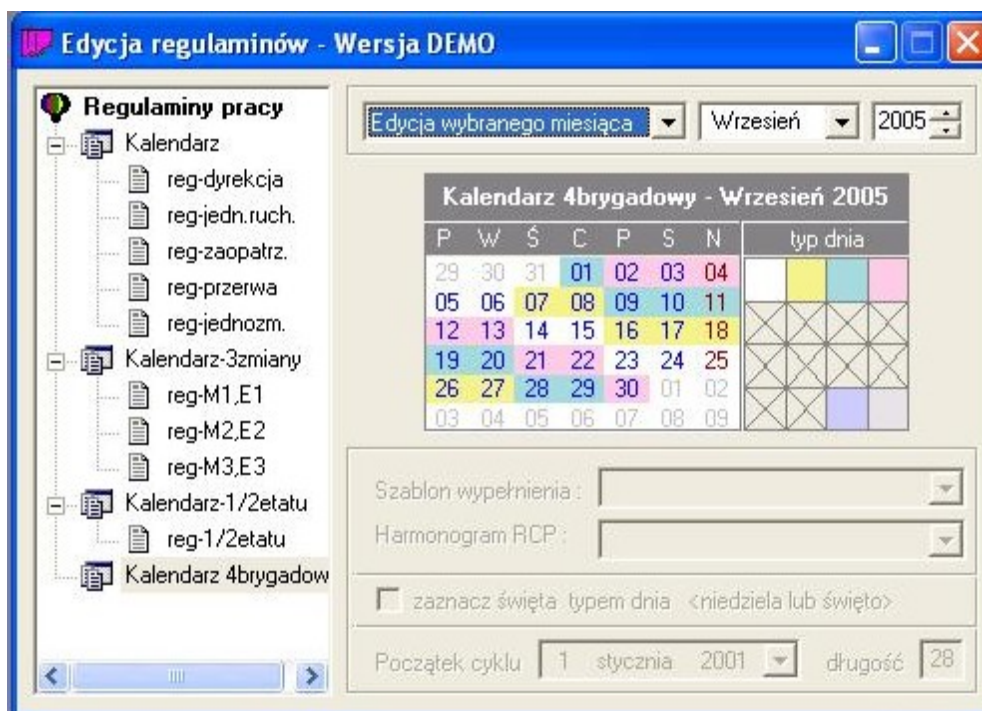 Edycja regulaminów - Wersja DEMO
Regulaminy pracy
Kalendarz
reg-dyrekcja
reg-jedn.ruch.
reg-zaopatrz.
reg-przerwa
reg-jednozm.
Kalendarz-3zmiany
reg-M1,E1
reg-M2,E2
reg-M3,E3
Kalendarz-1/2etatu
reg-1/2etatu
Kalendarz 4brygadow
Edycja wybranego miesiąca Wrzesień 2005
Kalendarz 4brygadowy - Wrzesień 2005
P W Ś C P S N typ dnia
29 30 31 01 02 03 04
05 06 07 08 09 10 11
12 13 14 15 16 17 18
19 20 21 22 23 24 25
26 27 28 29 30 01 02
03 04 05 06 07 08 09
Szablon wypełnienia :
Harmonogram RCP :
zaznacz święta typem dnia <niedziela lub święto>
Początek cyklu 1 stycznia 2001 długość 28